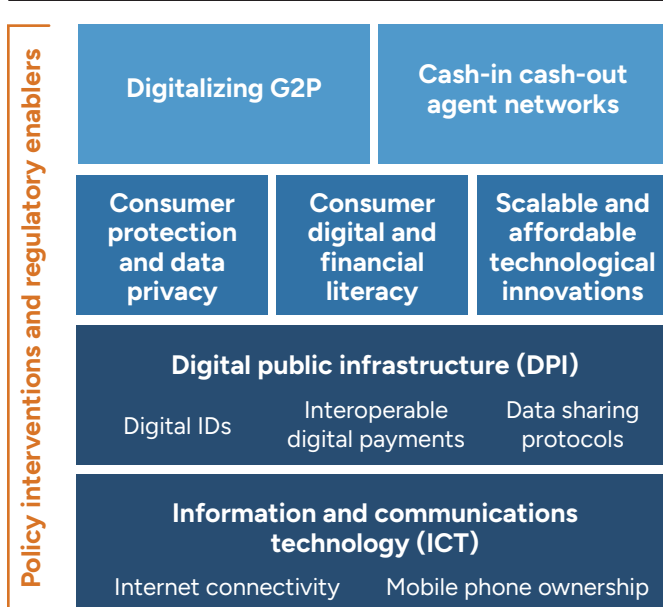 Policy interventions and regulatory enablers
Digitalizing G2P
Cash-in cash-out
agent networks
Consumer
protection
and data
privacy
Consumer
digital and
financial
literacy
Scalable and
affordable
technological
innovations
Digital public infrastructure (DPI)
Digital IDs
Interoperable
digital payments
Data sharing
protocols
Information and communications
technology (ICT)
Internet connectivity
Mobile phone ownership